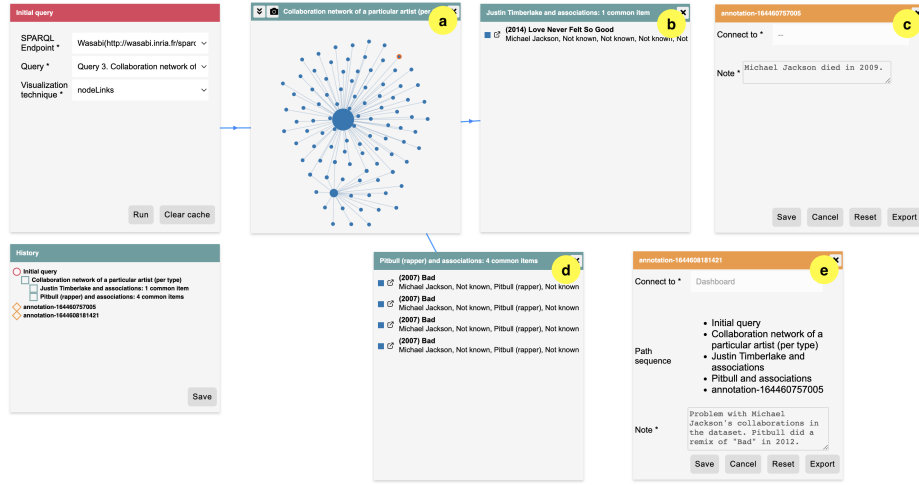 Initial query
SPARQL
Endpoint *
Wasabi(http://wasabi.inria.fr/sparc
Query *
Query 3. Collaboration network of
Visualization
technique *
nodeLinks
Run Clear cache
Collaboration network of a particular artist (per
a
Justin Timberlake and associations: 1 common item
b
(2014) Love Never Felt So Good
Michael Jackson, Not known, Not known, Not known, Not
annotation-164460757005
c
Connect to *
--
Note *
Michael Jackson died in 2009.
Save Cancel Reset Export
History
Initial query
Collaboration network of a particular artist (per type)
Justin Timberlake and associations: 1 common item
Pitbull (rapper) and associations: 4 common items
annotation-164460757005
annotation-1644608181421
Save
Pitbull (rapper) and associations: 4 common items
d
(2007) Bad
Michael Jackson, Not known, Pitbull (rapper), Not known
(2007) Bad
Michael Jackson, Not known, Pitbull (rapper), Not known
(2007) Bad
Michael Jackson, Not known, Pitbull (rapper), Not known
(2007) Bad
Michael Jackson, Not known, Pitbull (rapper), Not known
annotation-1644608181421
e
Connect to *
Dashboard
Path
sequence
• Initial query
• Collaboration network of a
particular artist (per type)
• Justin Timberlake and
associations
• Pitbull and associations
• annotation-164460757005
Note *
Problem with Michael
Jackson's collaborations in
the dataset. Pitbull did a
remix of "Bad" in 2012.
Save Cancel Reset Export